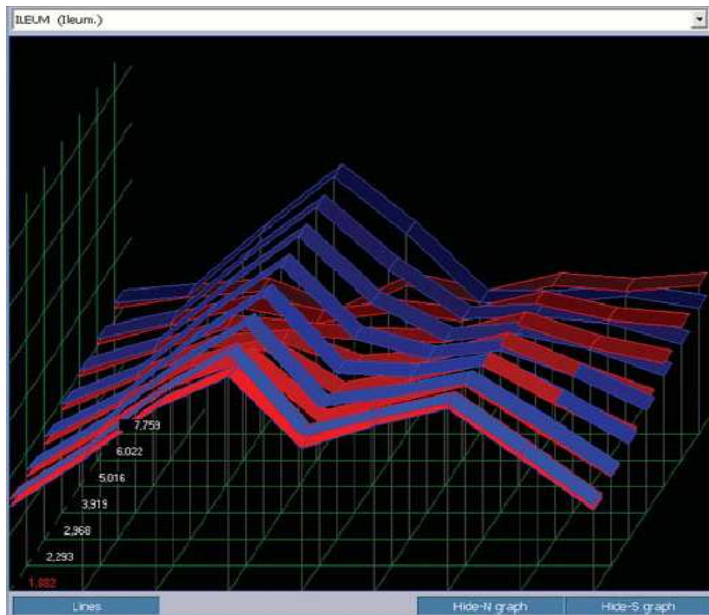 ILEUM (Ileum.)
7,759
6,022
5,016
3,919
2,968
2,293
1,882
Lines
Hide-N graph
Hide-S graph